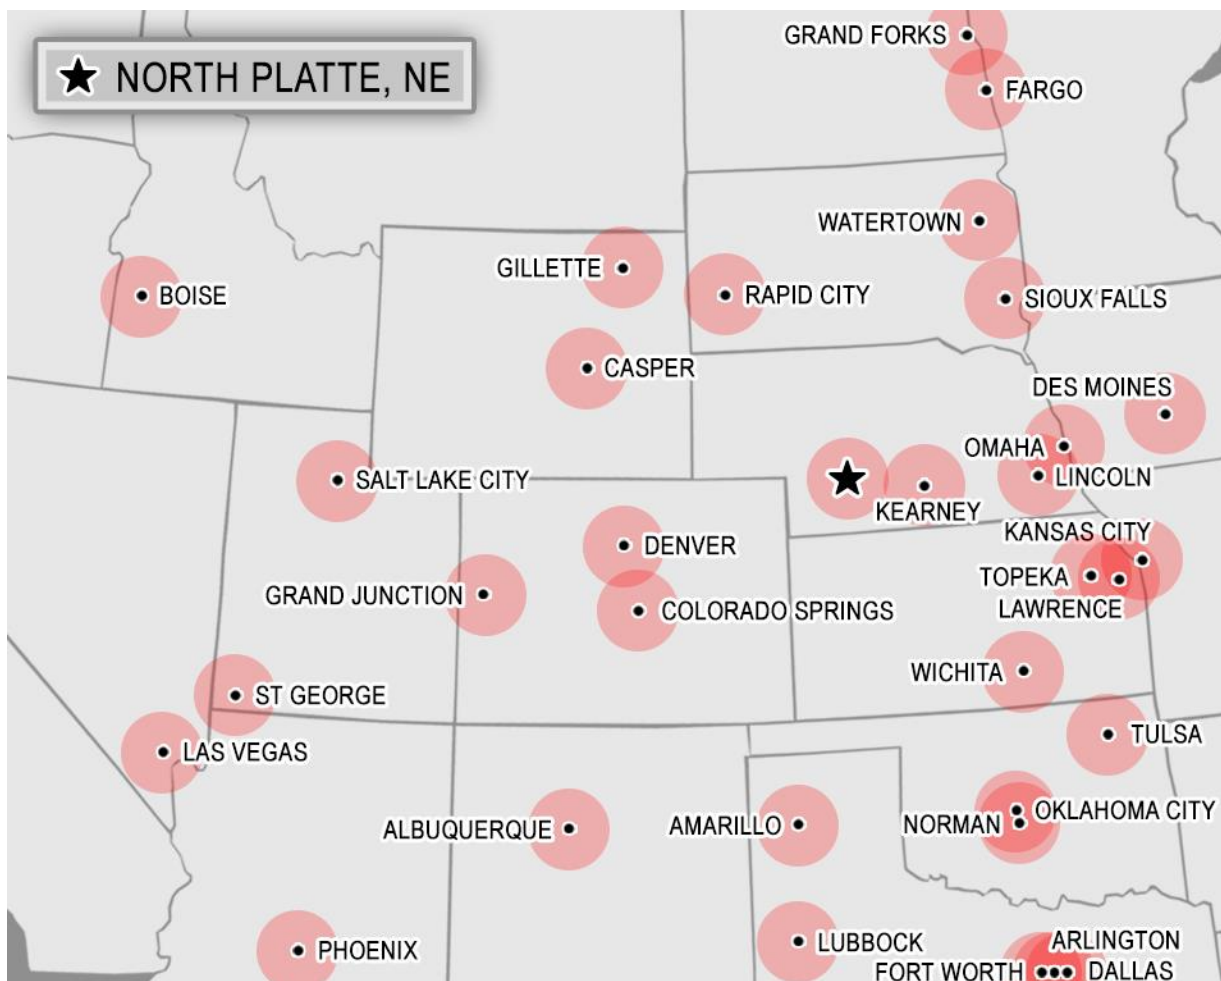 NORTH PLATTE, NE
GRAND FORKS
FARGO
WATERTOWN
GILLETTE
BOISE
RAPID CITY
SIOUX FALLS
CASPER
DES MOINES
OMAHA
SALT LAKE CITY
LINCOLN
KEARNEY
KANSAS CITY
DENVER
TOPEKA
GRAND JUNCTION
COLORADO SPRINGS
LAWRENCE
WICHITA
ST GEORGE
TULSA
LAS VEGAS
OKLAHOMA CITY
ALBUQUERQUE
AMARILLO
NORMAN
PHOENIX
LUBBOCK
ARLINGTON
FORT WORTH
DALLAS